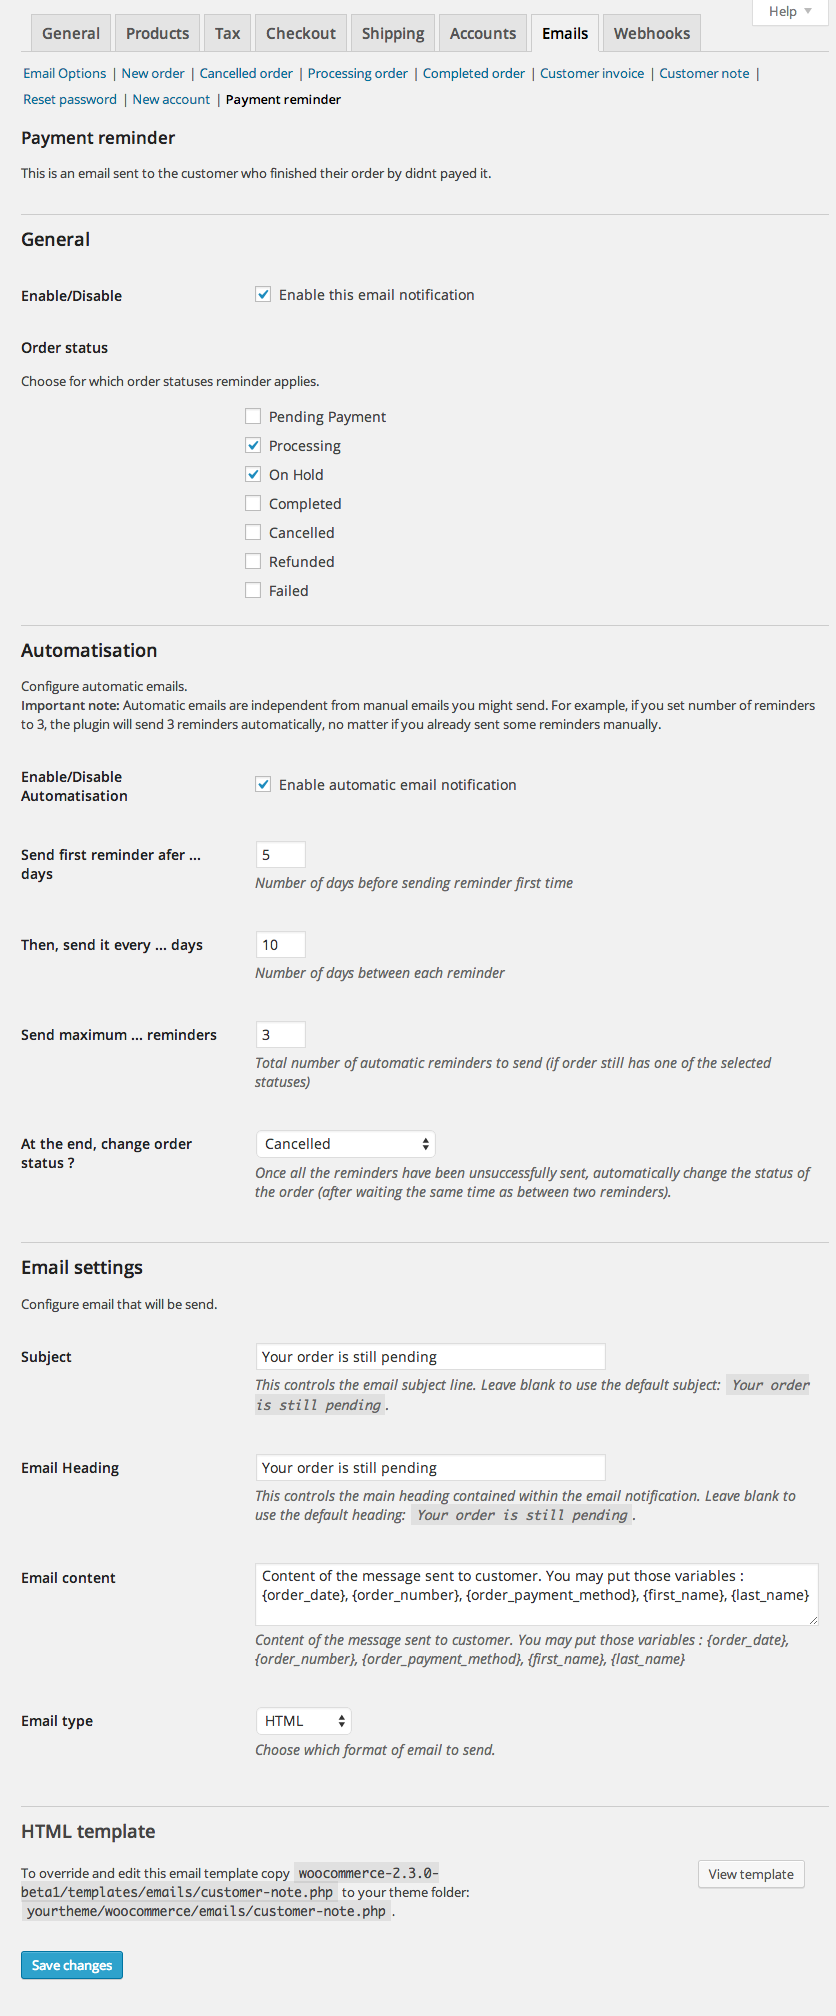 Help
General Products Tax Checkout Shipping Accounts Emails Webhooks
Email Options | New order | Cancelled order | Processing order | Completed order | Customer invoice | Customer note |
Reset password | New account | Payment reminder
Payment reminder
This is an email sent to the customer who finished their order by didnt payed it.
General
Enable/Disable
Enable this email notification
Order status
Choose for which order statuses reminder applies.
Pending Payment
Processing
On Hold
Completed
Cancelled
Refunded
Failed
Automatisation
Configure automatic emails.
Important note: Automatic emails are independent from manual emails you might send. For example, if you set number of reminders
to 3, the plugin will send 3 reminders automatically, no matter if you already sent some reminders manually.
Enable/Disable
Automatisation
Enable automatic email notification
Send first reminder afer ...
days
5
Number of days before sending reminder first time
Then, send it every ... days
10
Number of days between each reminder
Send maximum ... reminders
3
Total number of automatic reminders to send (if order still has one of the selected
statuses)
At the end, change order
status ?
Cancelled
Once all the reminders have been unsuccessfully sent, automatically change the status of
the order (after waiting the same time as between two reminders).
Email settings
Configure email that will be send.
Subject
Your order is still pending
This controls the email subject line. Leave blank to use the default subject: Your order
is still pending.
Email Heading
Your order is still pending
This controls the main heading contained within the email notification. Leave blank to
use the default heading: Your order is still pending.
Email content
Content of the message sent to customer. You may put those variables :
{order_date}, {order_number}, {order_payment_method}, {first_name}, {last_name}
Content of the message sent to customer. You may put those variables : {order_date},
{order_number}, {order_payment_method}, {first_name}, {last_name}
Email type
HTML
Choose which format of email to send.
HTML template
To override and edit this email template copy woocommerce-2.3.0-
beta1/templates/emails/customer-note.php to your theme folder:
yourtheme/woocommerce/emails/customer-note.php.
View template
Save changes